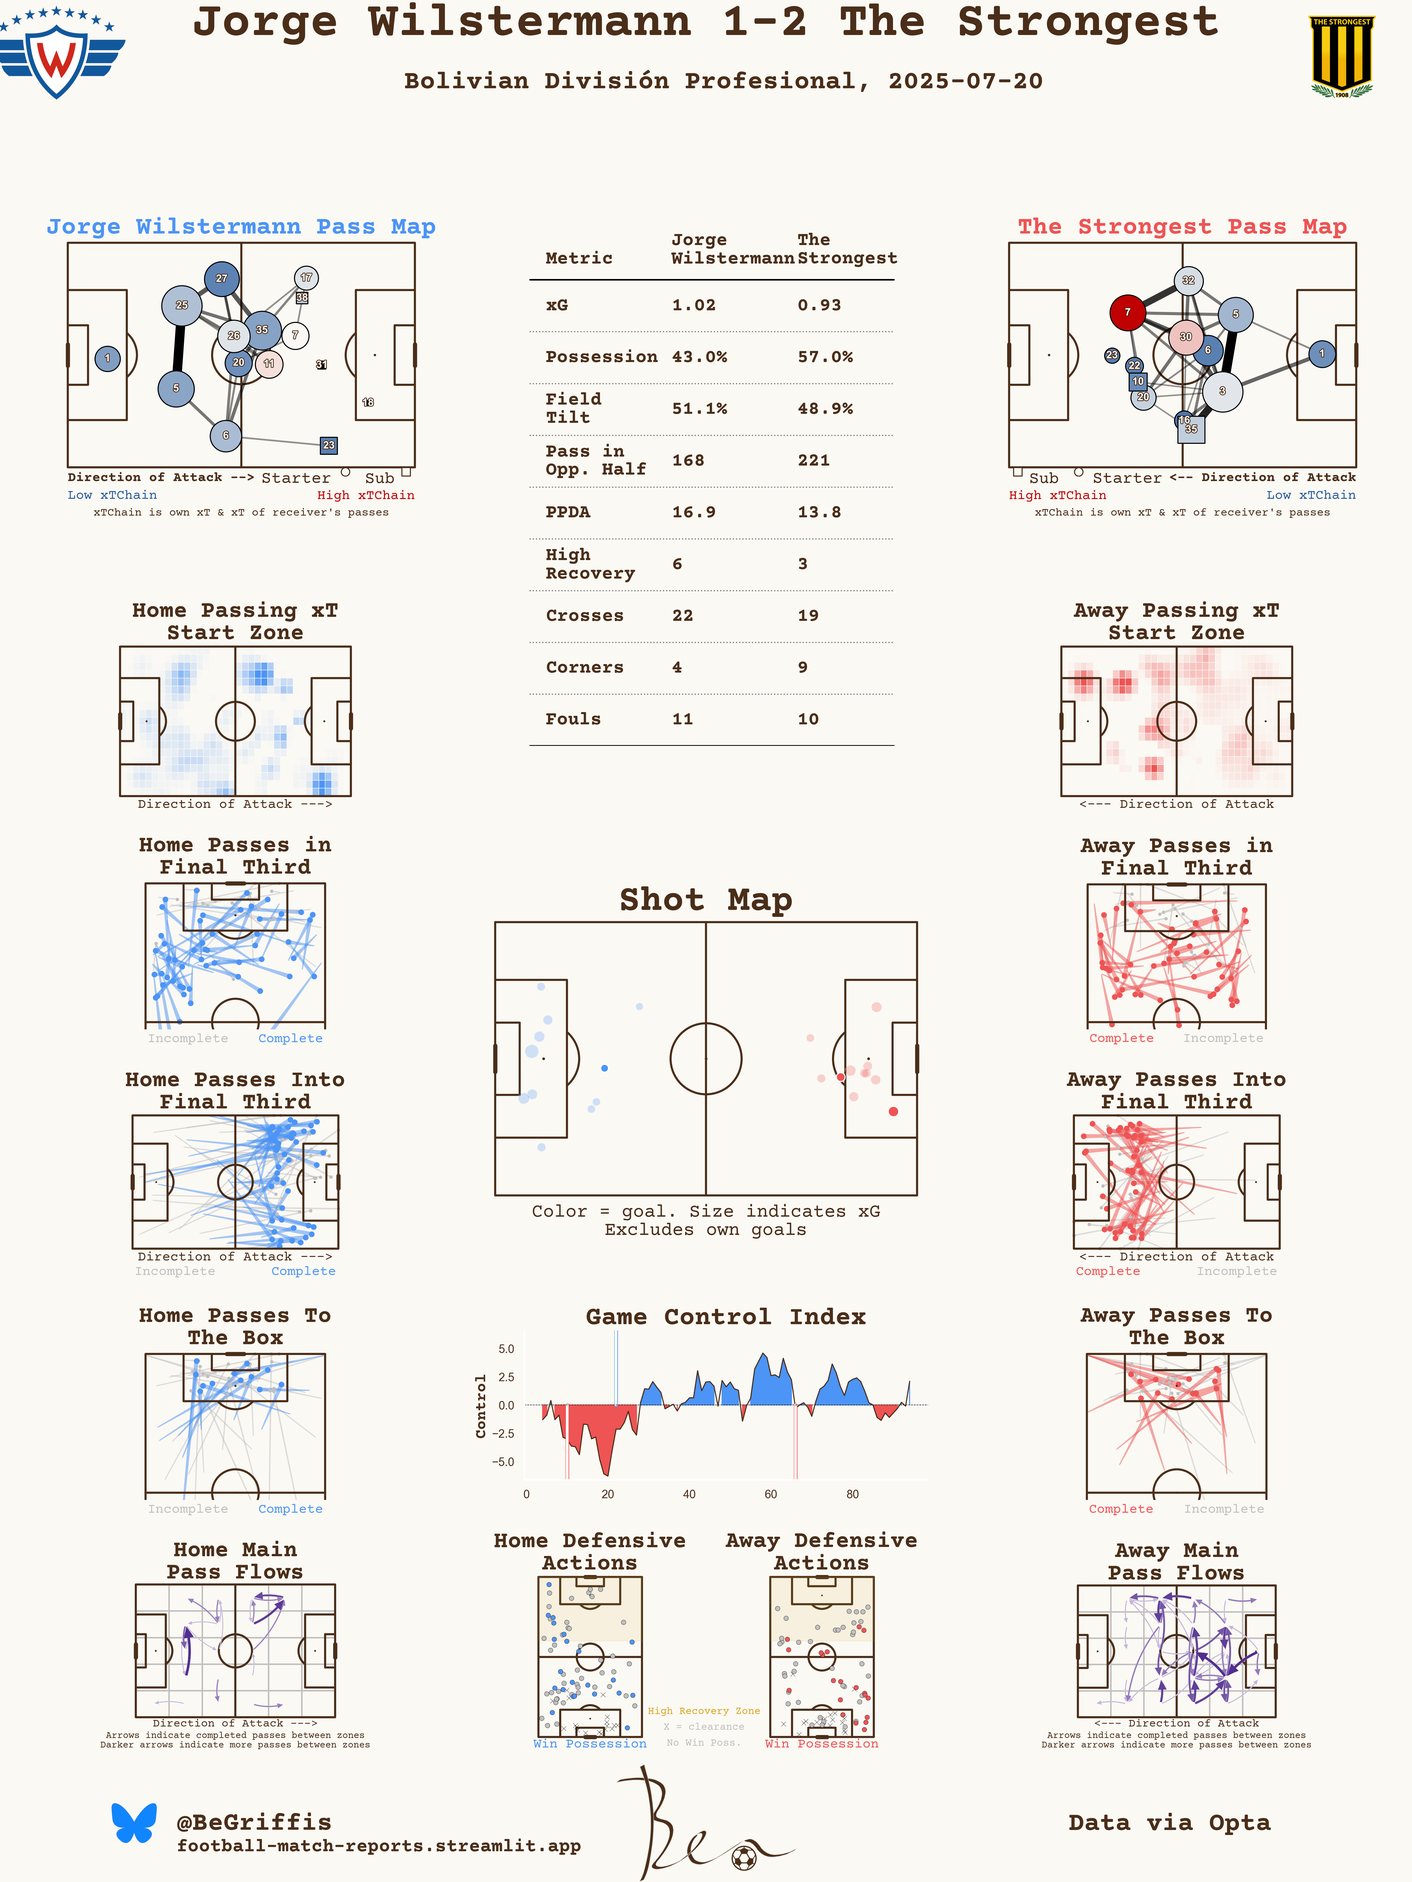 Jorge Wilstermann 1-2 The Strongest
Bolivian División Profesional, 2025-07-20
W
THE STRONGEST
1908
Jorge Wilstermann Pass Map
27
17
38
25
35
26
7
20
11
1
31
5
18
6
23
Direction of Attack --> Starter Sub
Low xTChain High xTChain
xTChain is own xT & xT of receiver's passes
Metric Jorge Wilstermann The Strongest
xG 1.02 0.93
Possession 43.0% 57.0%
Field Tilt 51.1% 48.9%
Pass in Opp. Half 168 221
PPDA 16.9 13.8
High Recovery 6 3
Crosses 22 19
Corners 4 9
Fouls 11 10
The Strongest Pass Map
32
7
5
30
6
23
1
22
10
20
3
16
35
Sub Starter <-- Direction of Attack
High xTChain Low xTChain
xTChain is own xT & xT of receiver's passes
Home Passing xT
Start Zone
Direction of Attack --->
Away Passing xT
Start Zone
<--- Direction of Attack
Home Passes in
Final Third
Incomplete Complete
Shot Map
Color = goal. Size indicates xG
Excludes own goals
Away Passes in
Final Third
Complete Incomplete
Home Passes Into
Final Third
Direction of Attack --->
Incomplete Complete
Away Passes Into
Final Third
<--- Direction of Attack
Complete Incomplete
Home Passes To
The Box
Incomplete Complete
Game Control Index
Control
5.0
2.5
0.0
−2.5
−5.0
0 20 40 60 80
Away Passes To
The Box
Complete Incomplete
Home Main
Pass Flows
Direction of Attack --->
Arrows indicate completed passes between zones
Darker arrows indicate more passes between zones
Home Defensive
Actions
Win Possession
High Recovery Zone
X = clearance
No Win Poss.
Away Defensive
Actions
Win Possession
Away Main
Pass Flows
<--- Direction of Attack
Arrows indicate completed passes between zones
Darker arrows indicate more passes between zones
@BeGriffis
football-match-reports.streamlit.app
Ben
Data via Opta